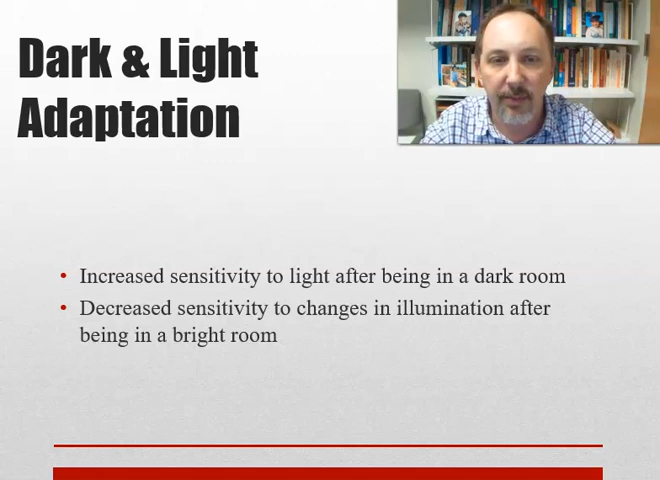 Dark & Light
Adaptation
• Increased sensitivity to light after being in a dark room
• Decreased sensitivity to changes in illumination after
being in a bright room